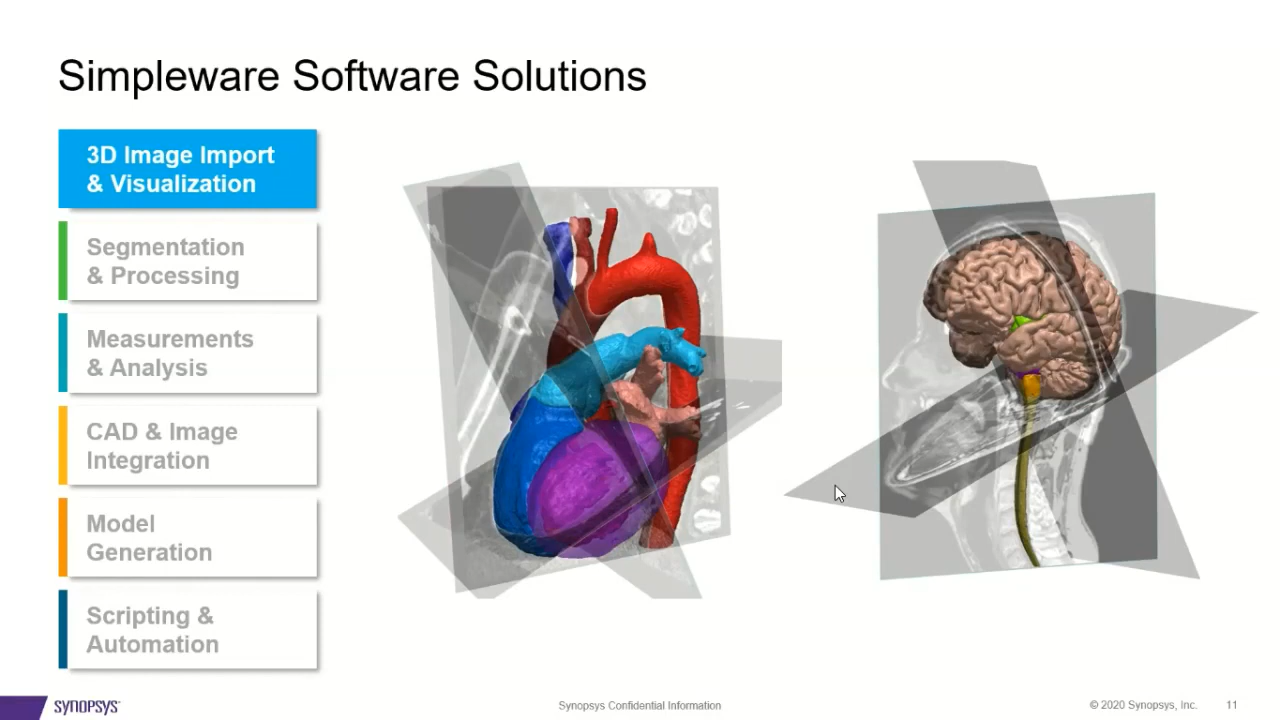 Simpleware Software Solutions
3D Image Import
& Visualization
Segmentation
& Processing
Measurements
& Analysis
CAD & Image
Integration
Model
Generation
Scripting &
Automation
SYNOPSYS
Synopsys Confidential Information
© 2020 Synopsys, Inc.
11